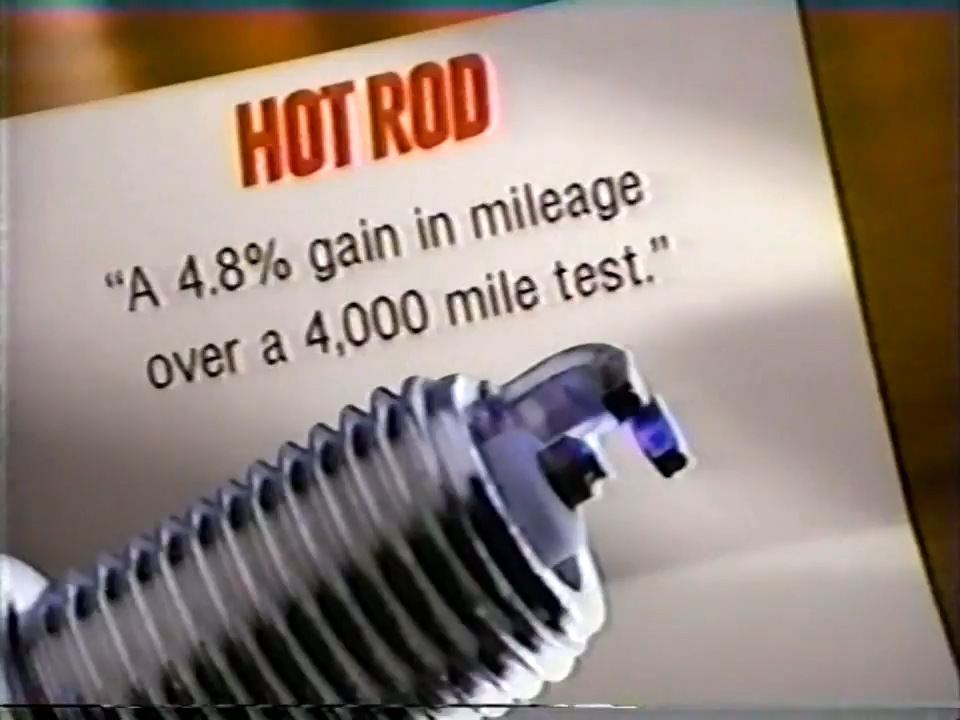 HOT ROD
“A 4.8% gain in mileage
over a 4,000 mile test.”